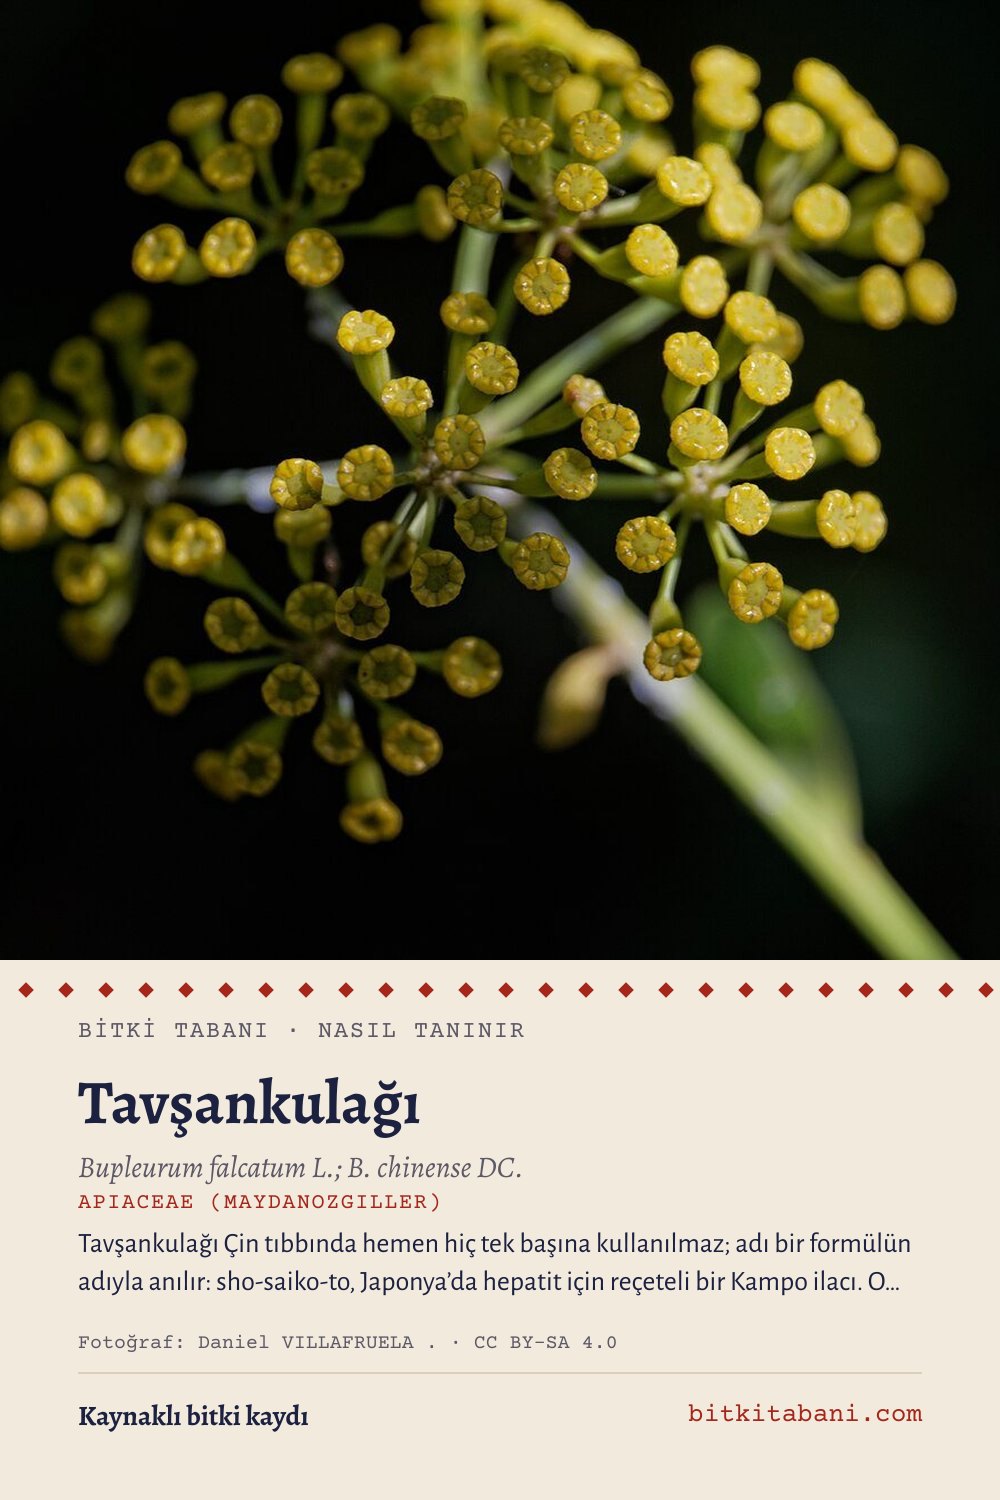 BİTKİ TABANI · NASIL TANINIR
Tavşankulağı
Bupleurum falcatum L.; B. chinense DC.
APIACEAE (MAYDANOZGILLER)
Tavşankulağı Çin tıbbında hemen hiç tek başına kullanılmaz; adı bir formülün
adıyla anılır: sho-saiko-to, Japonya’da hepatit için reçeteli bir Kampo ilacı. O…
Fotoğraf: Daniel VILLAFRUELA . · CC BY-SA 4.0
Kaynaklı bitki kaydı
bitkitabani.com